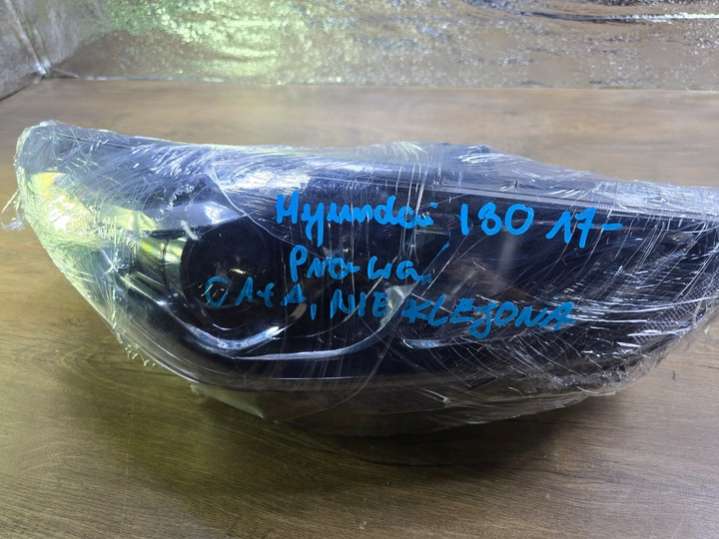 Hyundai I30 17-
PRAWA
CAŁA, NIE KLEJONA